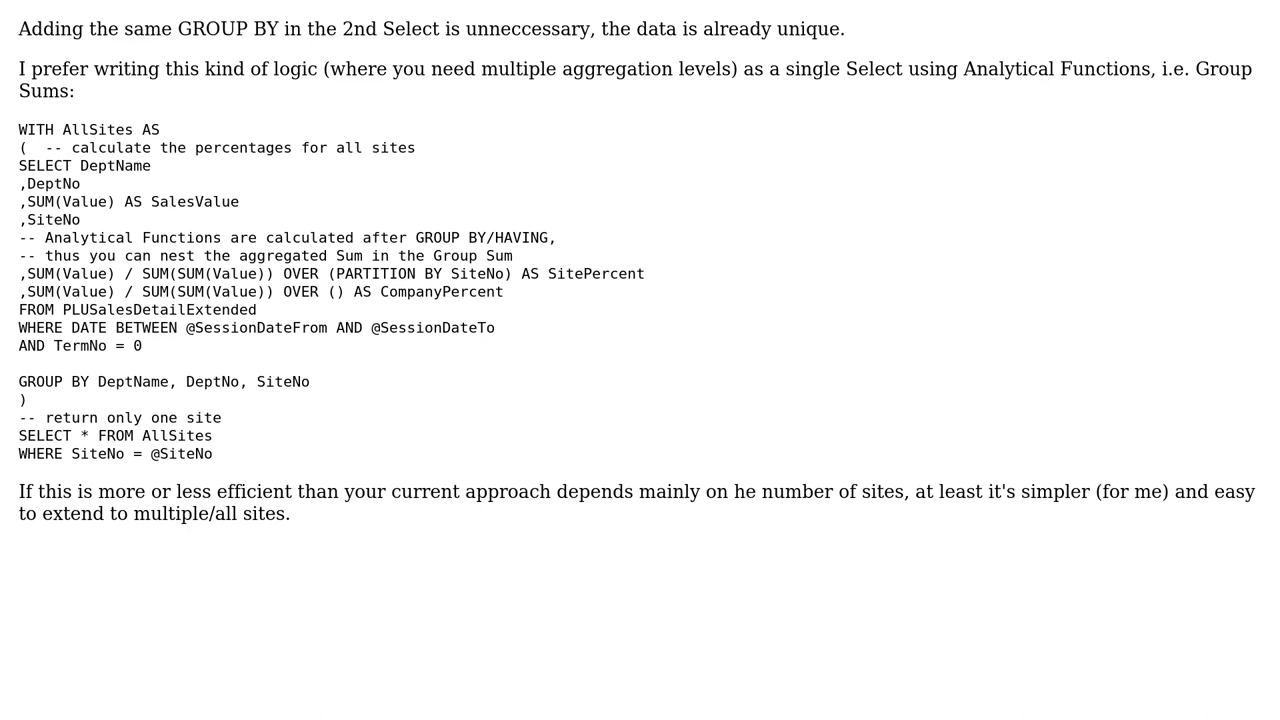 Adding the same GROUP BY in the 2nd Select is unneccessary, the data is already unique.
I prefer writing this kind of logic (where you need multiple aggregation levels) as a single Select using Analytical Functions, i.e. Group
Sums:
WITH AllSites AS
(  -- calculate the percentages for all sites
SELECT DeptName
,DeptNo
,SUM(Value) AS SalesValue
,SiteNo
-- Analytical Functions are calculated after GROUP BY/HAVING,
-- thus you can nest the aggregated Sum in the Group Sum
,SUM(Value) / SUM(SUM(Value)) OVER (PARTITION BY SiteNo) AS SitePercent
,SUM(Value) / SUM(SUM(Value)) OVER () AS CompanyPercent
FROM PLUSalesDetailExtended
WHERE DATE BETWEEN @SessionDateFrom AND @SessionDateTo
AND TermNo = 0
GROUP BY DeptName, DeptNo, SiteNo
)
-- return only one site
SELECT * FROM AllSites
WHERE SiteNo = @SiteNo
If this is more or less efficient than your current approach depends mainly on he number of sites, at least it's simpler (for me) and easy
to extend to multiple/all sites.